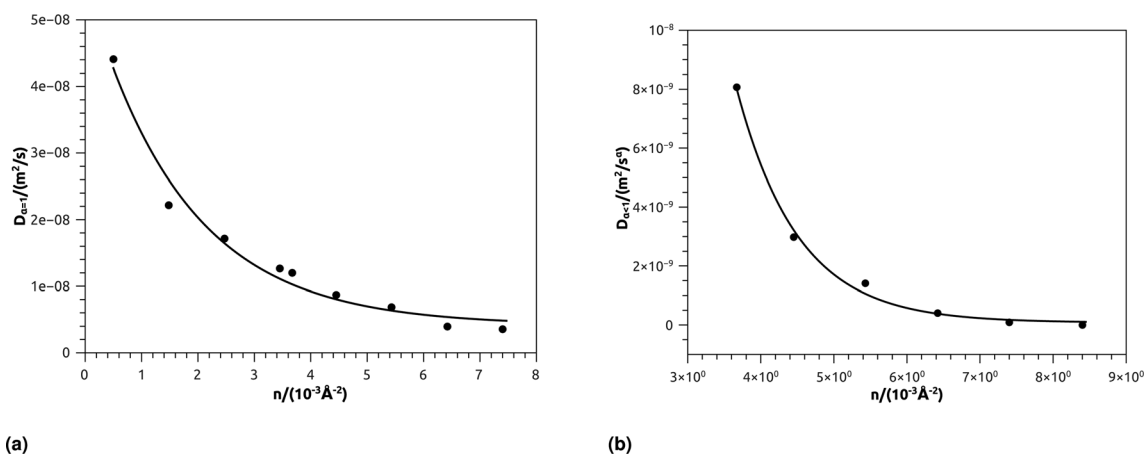 5e−08
4e−08
3e−08
2e−08
1e−08
0
D_α=1/(m²/s)
0 1 2 3 4 5 6 7 8
n/(10⁻³Å⁻²)
(a)
10⁻⁸
8×10⁻⁹
6×10⁻⁹
4×10⁻⁹
2×10⁻⁹
0
D_α<1/(m²/s^α)
3×10⁰ 4×10⁰ 5×10⁰ 6×10⁰ 7×10⁰ 8×10⁰ 9×10⁰
n/(10⁻³Å⁻²)
(b)